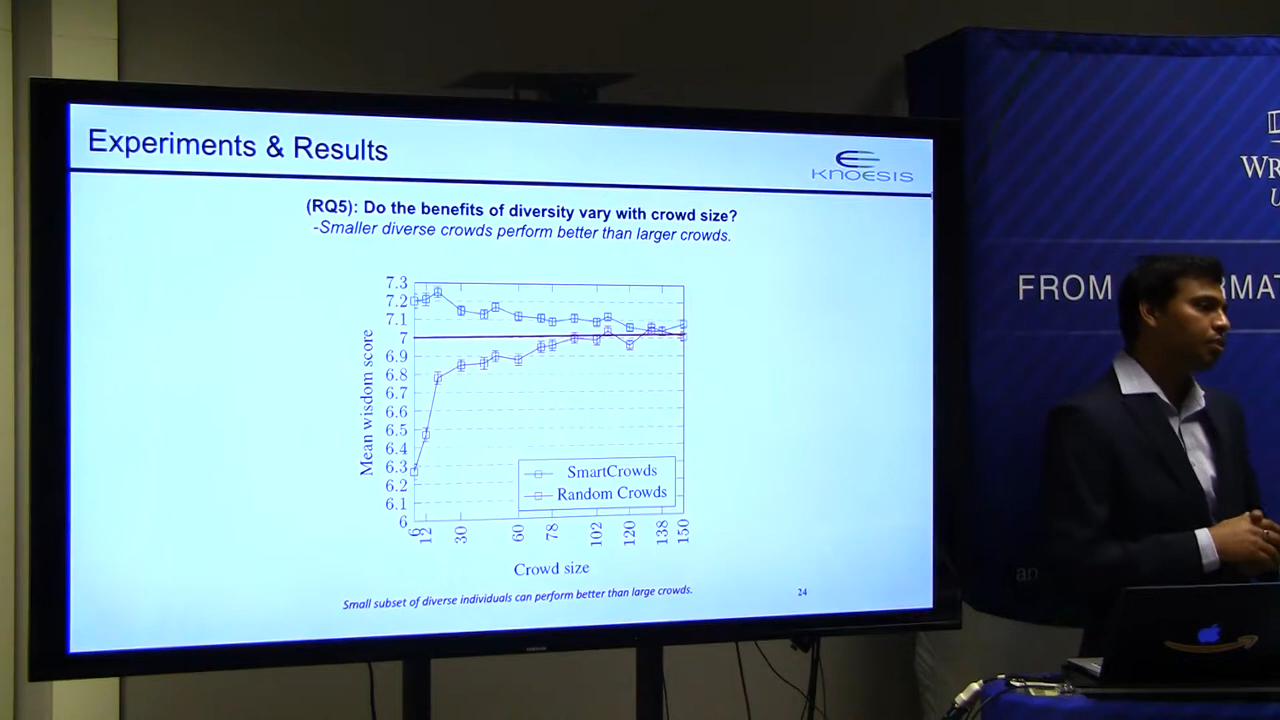 Experiments & Results
KNOESIS
(RQ5): Do the benefits of diversity vary with crowd size?
-Smaller diverse crowds perform better than larger crowds.
7.3
7.2
7.1
7
6.9
6.8
6.7
6.6
6.5
6.4
6.3
6.2
6.1
6
Mean wisdom score
SmartCrowds
Random Crowds
6 12 30 60 78 102 120 138 150
Crowd size
Small subset of diverse individuals can perform better than large crowds.
24
WR
U
FROM
RMA
an